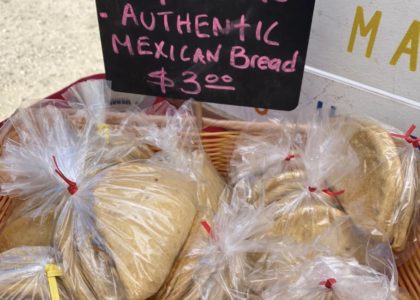 - AUTHENTIC
MEXICAN Bread
$3.00
MA